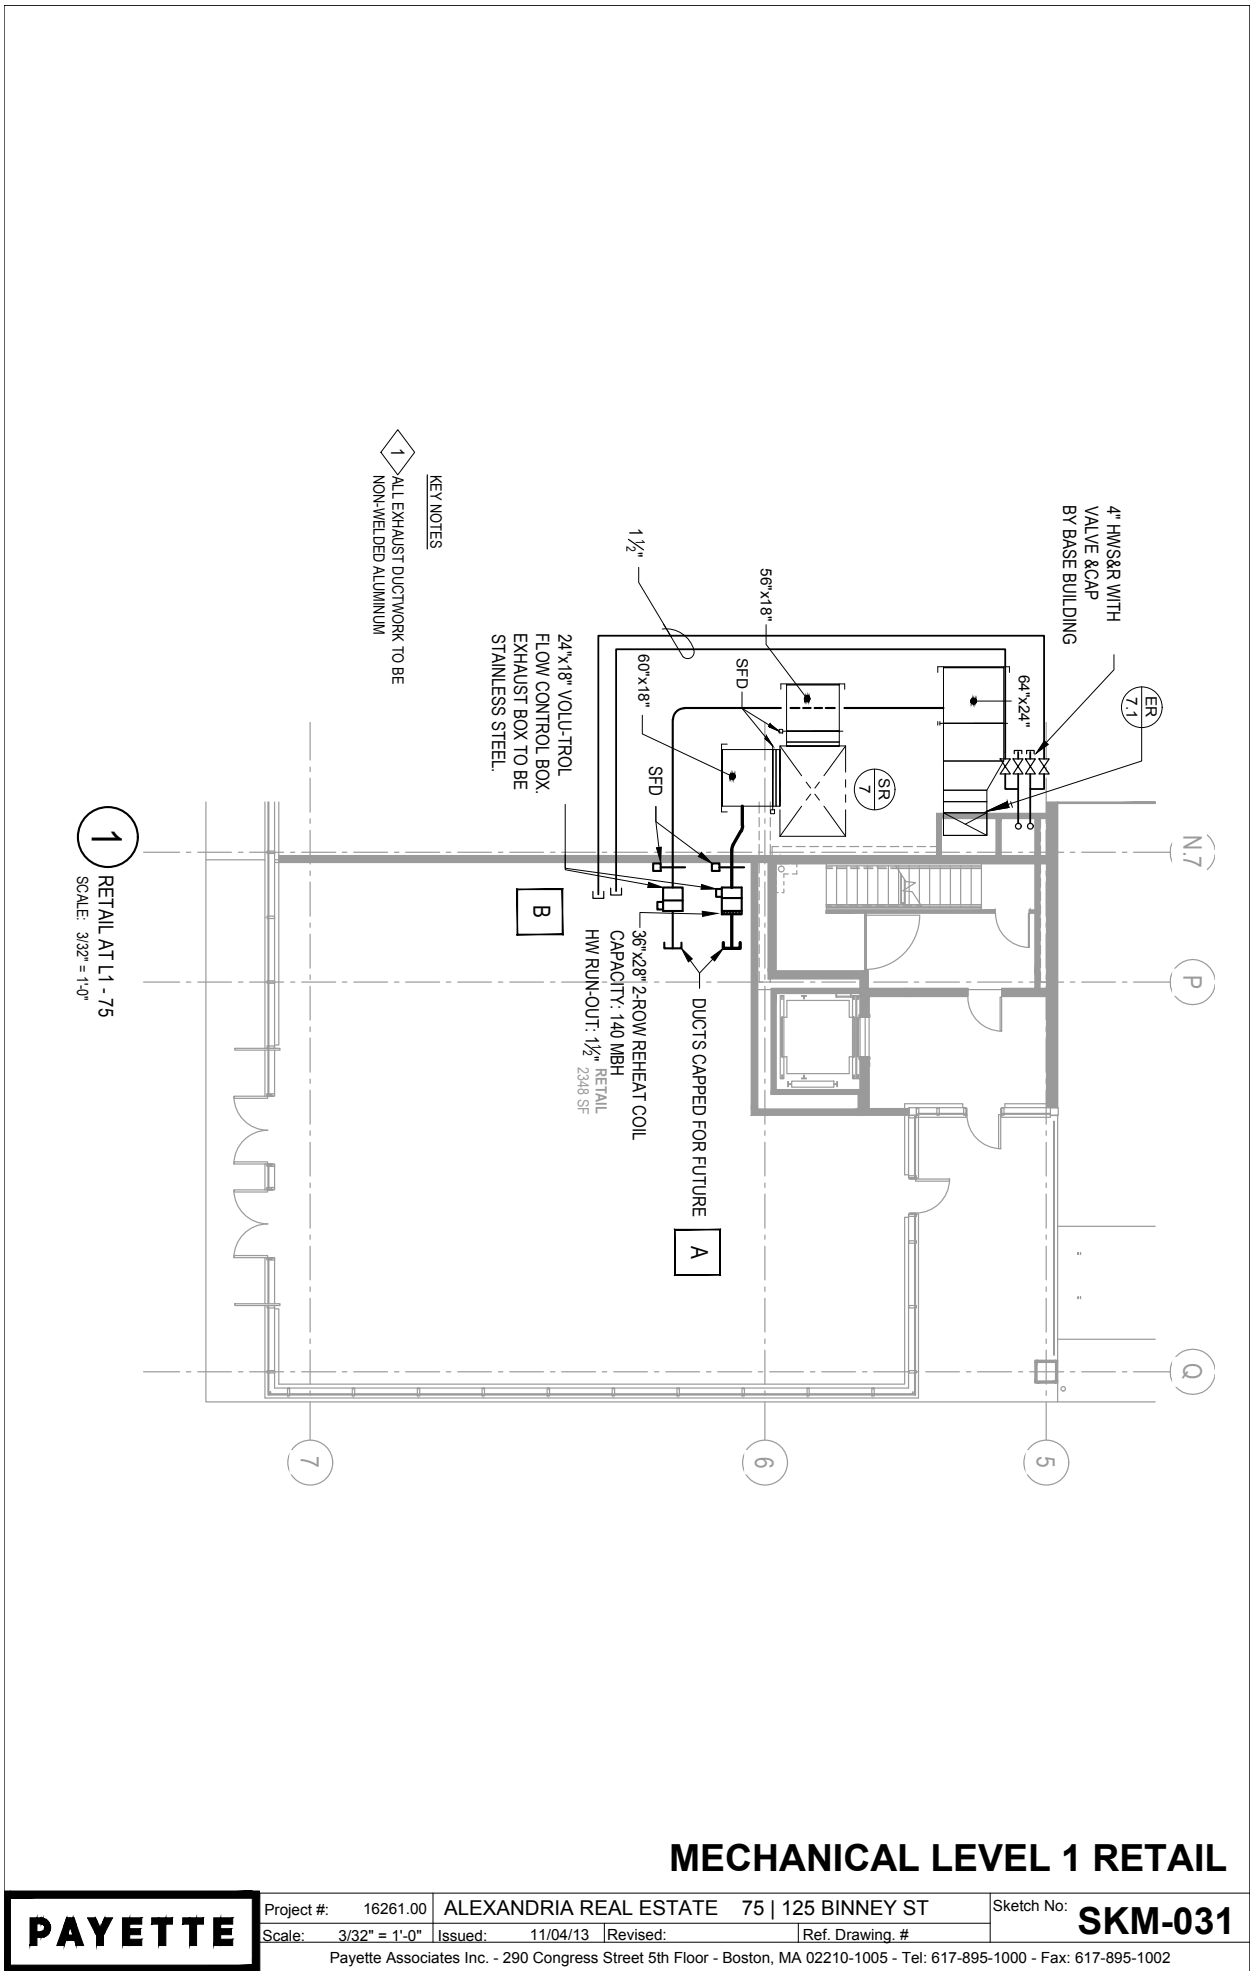 4" HWS&R WITH
VALVE &CAP
BY BASE BUILDING
ER
7.1
64"x24"
SR
7
56"x18"
SFD
1½"
60"x18"
SFD
24"x18" VOLU-TROL
FLOW CONTROL BOX.
EXHAUST BOX TO BE
STAINLESS STEEL.
KEY NOTES
1
ALL EXHAUST DUCTWORK TO BE
NON-WELDED ALUMINUM
N.7
P
Q
5
6
7
DUCTS CAPPED FOR FUTURE
A
36"x28" 2-ROW REHEAT COIL
CAPACITY: 140 MBH
HW RUN-OUT: 1½"
RETAIL
2348 SF
B
1
RETAIL AT L1 - 75
SCALE: 3/32" = 1'-0"
MECHANICAL LEVEL 1 RETAIL
PAYETTE
Project #: 16261.00
ALEXANDRIA REAL ESTATE 75 | 125 BINNEY ST
Sketch No: SKM-031
Scale: 3/32" = 1'-0"
Issued: 11/04/13
Revised:
Ref. Drawing. #
Payette Associates Inc. - 290 Congress Street 5th Floor - Boston, MA 02210-1005 - Tel: 617-895-1000 - Fax: 617-895-1002